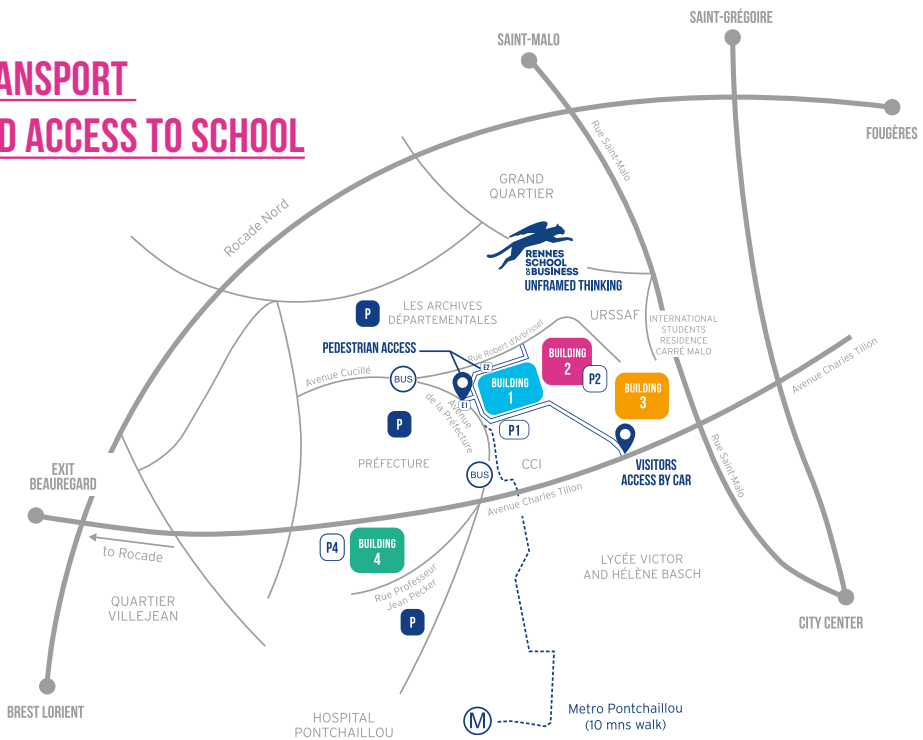 ANSPORT
D ACCESS TO SCHOOL
SAINT-GRÉGOIRE
SAINT-MALO
FOUGÈRES
Rue Saint-Malo
GRAND
QUARTIER
Rocade Nord
RENNES
SCHOOL
OF BUSINESS
UNFRAMED THINKING
P
LES ARCHIVES
DÉPARTEMENTALES
URSSAF
INTERNATIONAL
STUDENTS
RESIDENCE
CARRÉ MALO
PEDESTRIAN ACCESS
Rue Robert d'Arbrissel
E2
BUILDING
2
P2
Avenue Cucillé
BUS
BUILDING
1
E1
BUILDING
3
Avenue Charles Tillon
Avenue
de la Préfecture
P
P1
PRÉFECTURE
BUS
CCI
VISITORS
ACCESS BY CAR
Rue Saint-Malo
EXIT
BEAUREGARD
Avenue Charles Tillon
to Rocade
P4
BUILDING
4
LYCÉE VICTOR
AND HÉLÈNE BASCH
Rue Professeur
Jean Pecker
QUARTIER
VILLEJEAN
P
CITY CENTER
BREST LORIENT
HOSPITAL
PONTCHAILLOU
M
Metro Pontchaillou
(10 mns walk)